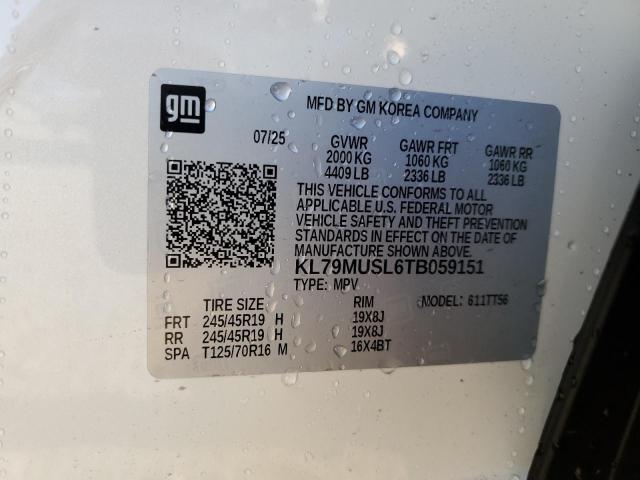 gm
MFD BY GM KOREA COMPANY
07/25 GVWR GAWR FRT GAWR RR
2000 KG 1060 KG 1060 KG
4409 LB 2336 LB 2336 LB
THIS VEHICLE CONFORMS TO ALL
APPLICABLE U.S. FEDERAL MOTOR
VEHICLE SAFETY AND THEFT PREVENTION
STANDARDS IN EFFECT ON THE DATE OF
MANUFACTURE SHOWN ABOVE.
KL79MUSL6TB059151
TYPE: MPV MODEL: 611TT56
TIRE SIZE RIM
FRT 245/45R19 H 19X8J
RR 245/45R19 H 19X8J
SPA T125/70R16 M 16X4BT